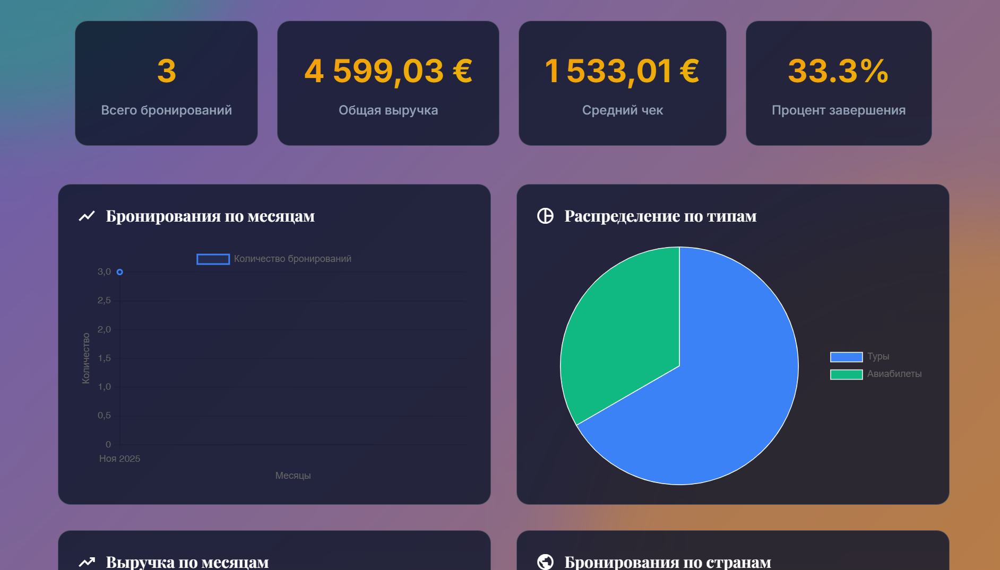 3
Всего бронирований
4 599,03 €
Общая выручка
1 533,01 €
Средний чек
33.3%
Процент завершения
Бронирования по месяцам
Количество бронирований
3,0
2,5
2,0
1,5
1,0
0,5
0
Количество
Ноя 2025
Месяцы
Распределение по типам
Туры
Авиабилеты
Выручка по месяцам
Бронирования по странам